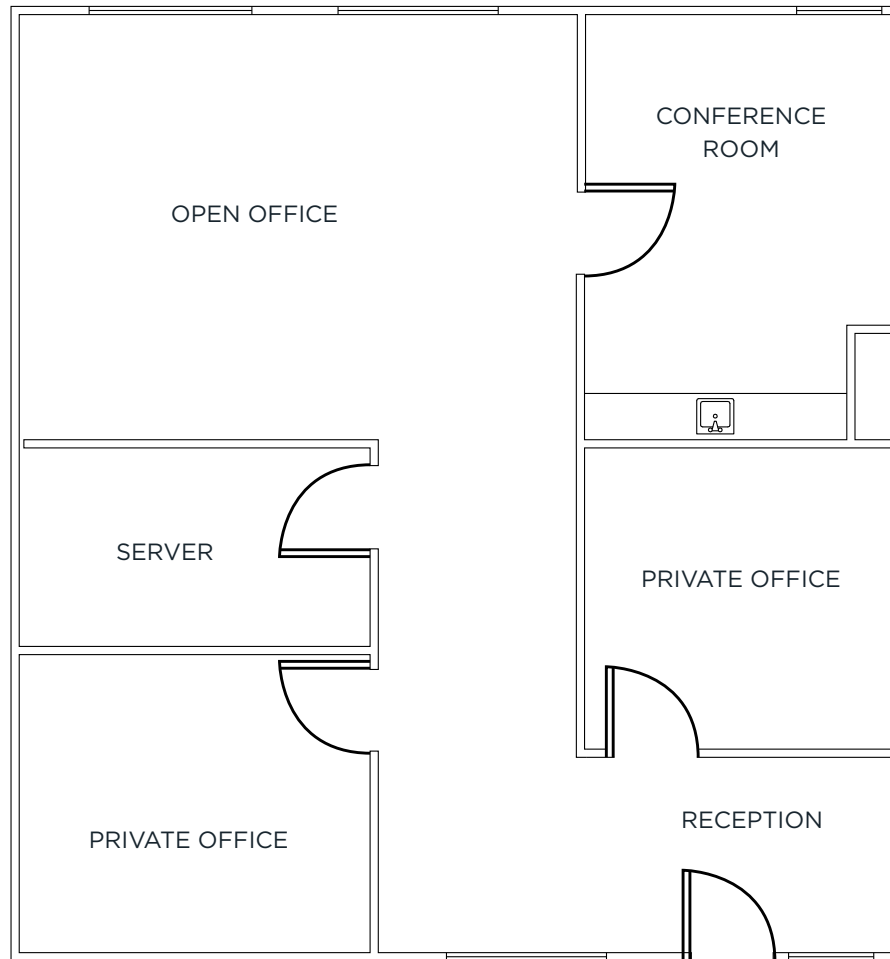 CONFERENCE
ROOM
OPEN OFFICE
SERVER
PRIVATE OFFICE
RECEPTION
PRIVATE OFFICE